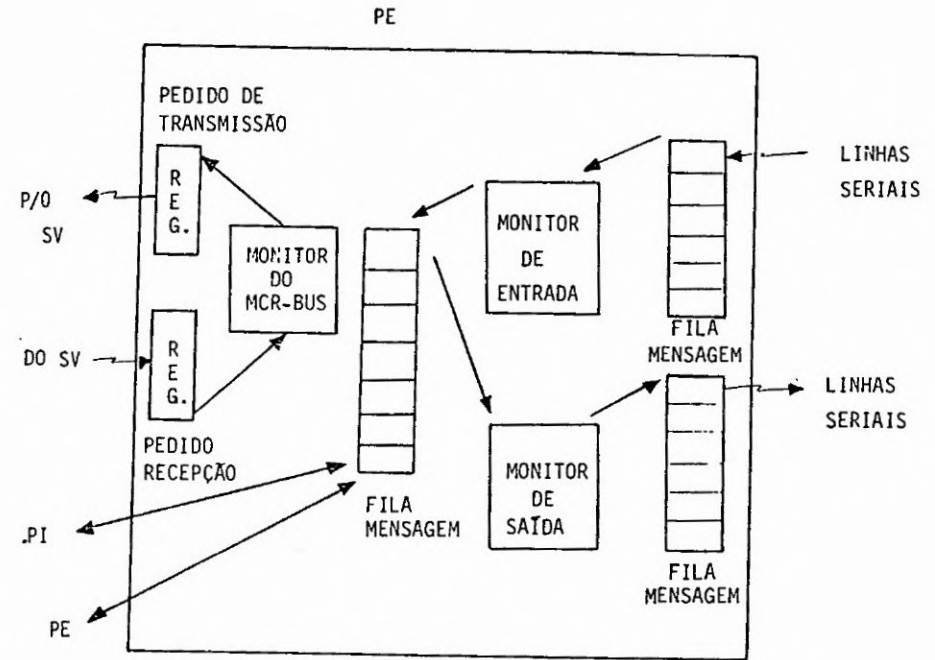 PE
PEDIDO DE
TRANSMISSÃO
R
E
G.
P/O
SV
MONITOR
DO
MCR-BUS
DO SV
R
E
G.
PEDIDO
RECEPÇÃO
.PI
PE
FILA
MENSAGEM
MONITOR
DE
ENTRADA
MONITOR
DE
SAÍDA
FILA
MENSAGEM
FILA
MENSAGEM
LINHAS
SERIAIS
LINHAS
SERIAIS